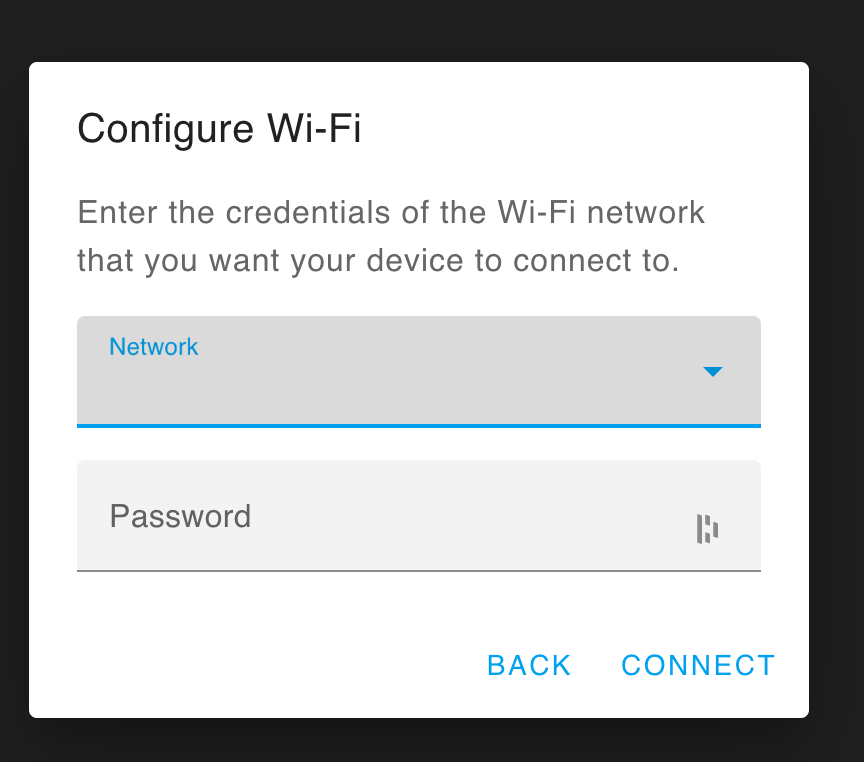 Configure Wi-Fi
Enter the credentials of the Wi-Fi network
that you want your device to connect to.
Network
Password
BACK CONNECT